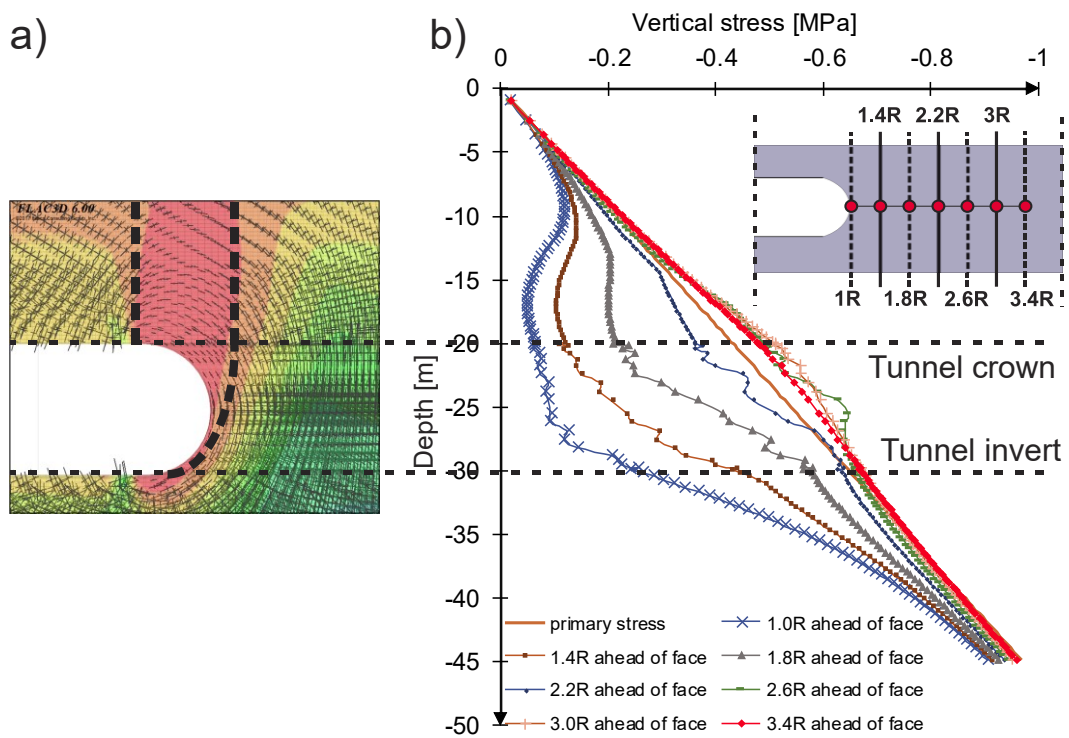 a)
b)
FLAC3D 6.00
Vertical stress [MPa]
0 -0.2 -0.4 -0.6 -0.8 -1
0
-5
-10
-15
-20
-25
-30
-35
-40
-45
-50
Depth [m]
1.4R 2.2R 3R
1R 1.8R 2.6R 3.4R
Tunnel crown
Tunnel invert
primary stress 1.0R ahead of face
1.4R ahead of face 1.8R ahead of face
2.2R ahead of face 2.6R ahead of face
3.0R ahead of face 3.4R ahead of face